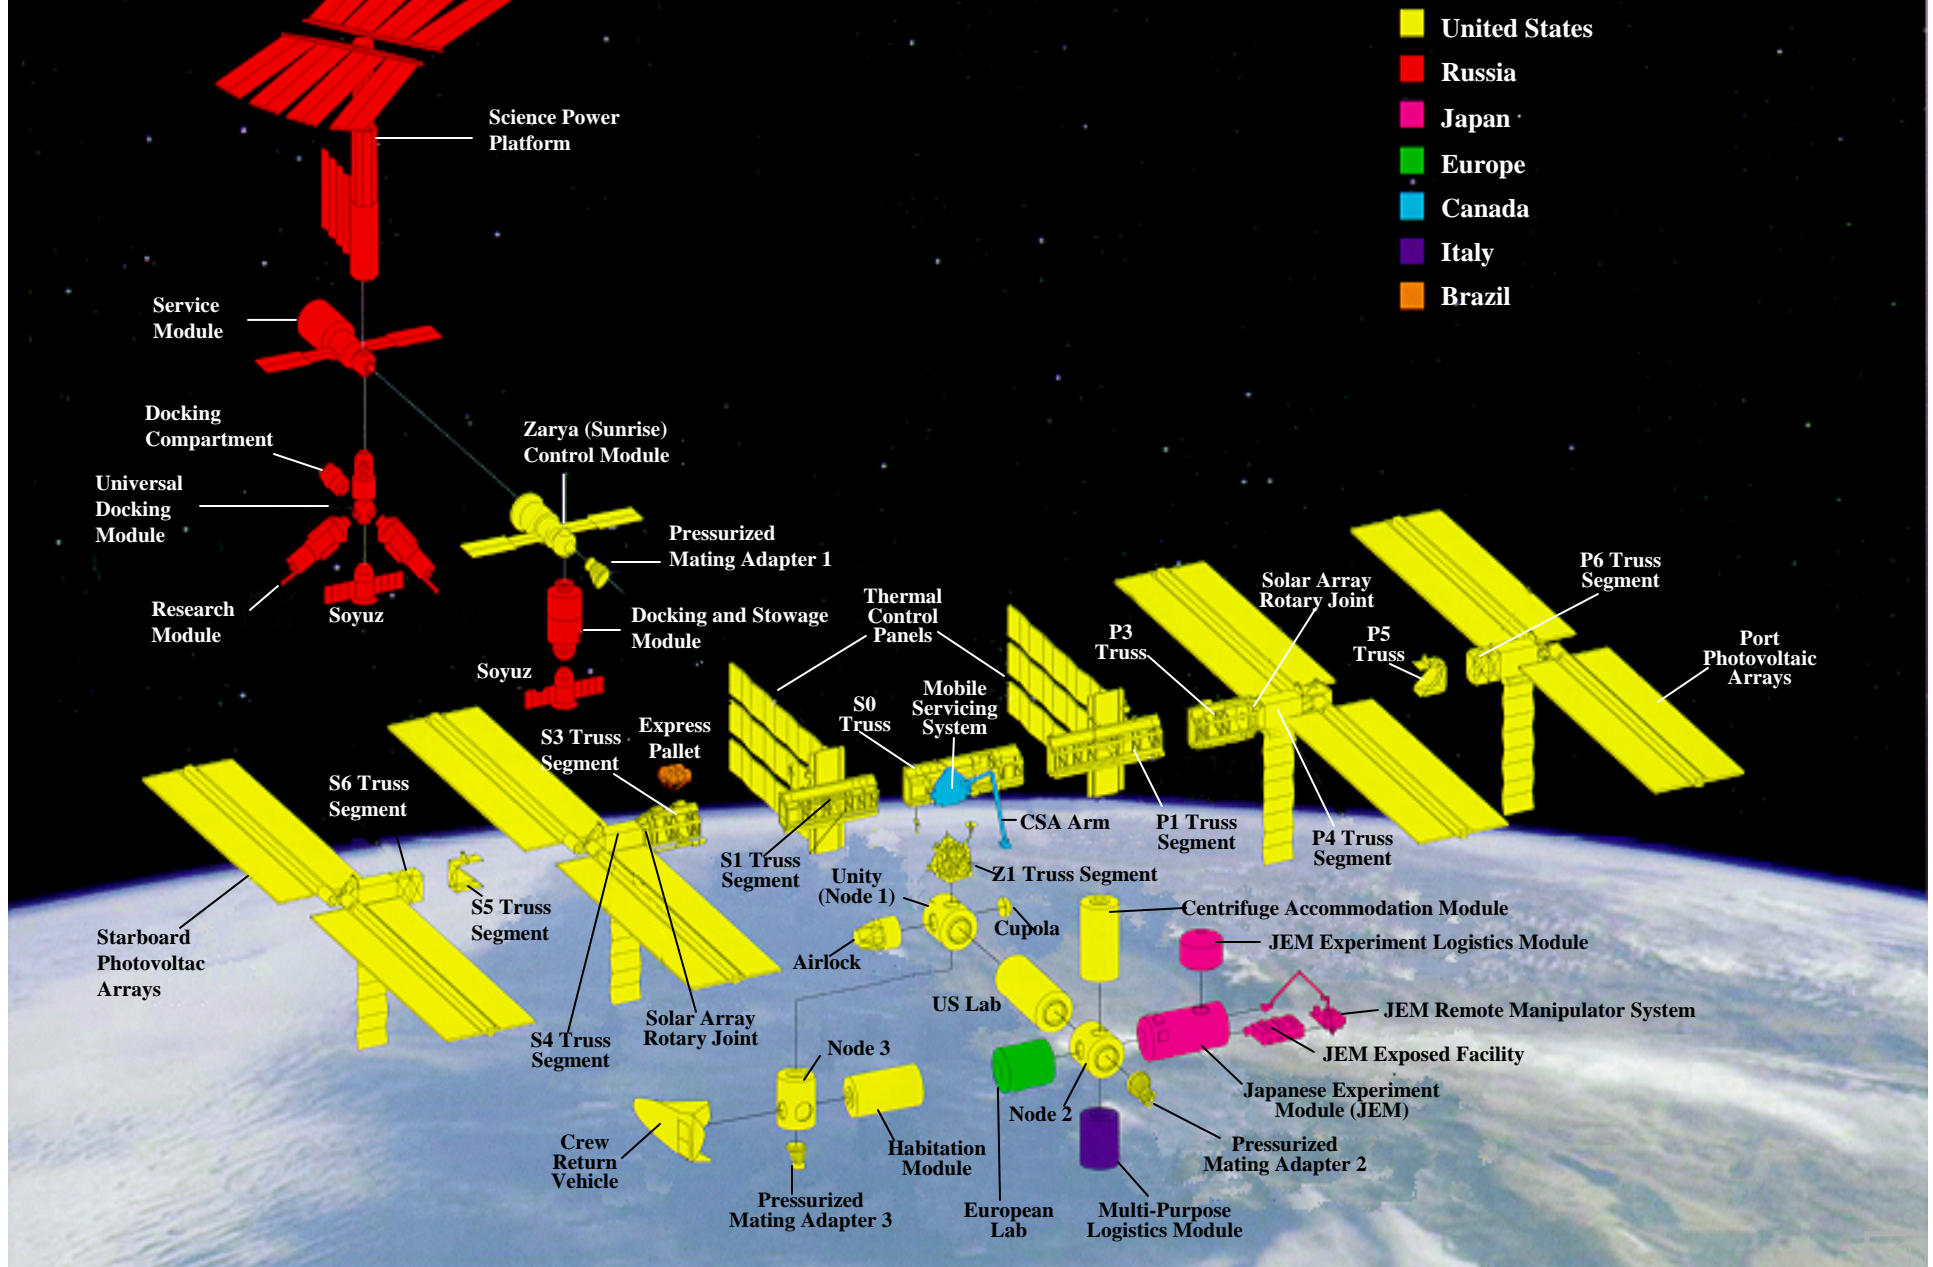 United States
Russia
Japan
Europe
Canada
Italy
Brazil
Science Power
Platform
Service
Module
Docking
Compartment
Universal
Docking
Module
Research
Module
Soyuz
Zarya (Sunrise)
Control Module
Pressurized
Mating Adapter 1
Docking and Stowage
Module
Soyuz
Thermal
Control
Panels
S0
Truss
Mobile
Servicing
System
P3
Truss
Solar Array
Rotary Joint
P5
Truss
P6 Truss
Segment
Port
Photovoltaic
Arrays
Express
Pallet
S3 Truss
Segment
S6 Truss
Segment
S5 Truss
Segment
Starboard
Photovoltac
Arrays
S4 Truss
Segment
Solar Array
Rotary Joint
S1 Truss
Segment
CSA Arm
P1 Truss
Segment
P4 Truss
Segment
Unity
(Node 1)
Z1 Truss Segment
Cupola
Airlock
Centrifuge Accommodation Module
JEM Experiment Logistics Module
US Lab
JEM Remote Manipulator System
JEM Exposed Facility
Japanese Experiment
Module (JEM)
Node 3
Node 2
Habitation
Module
Crew
Return
Vehicle
Pressurized
Mating Adapter 3
European
Lab
Multi-Purpose
Logistics Module
Pressurized
Mating Adapter 2